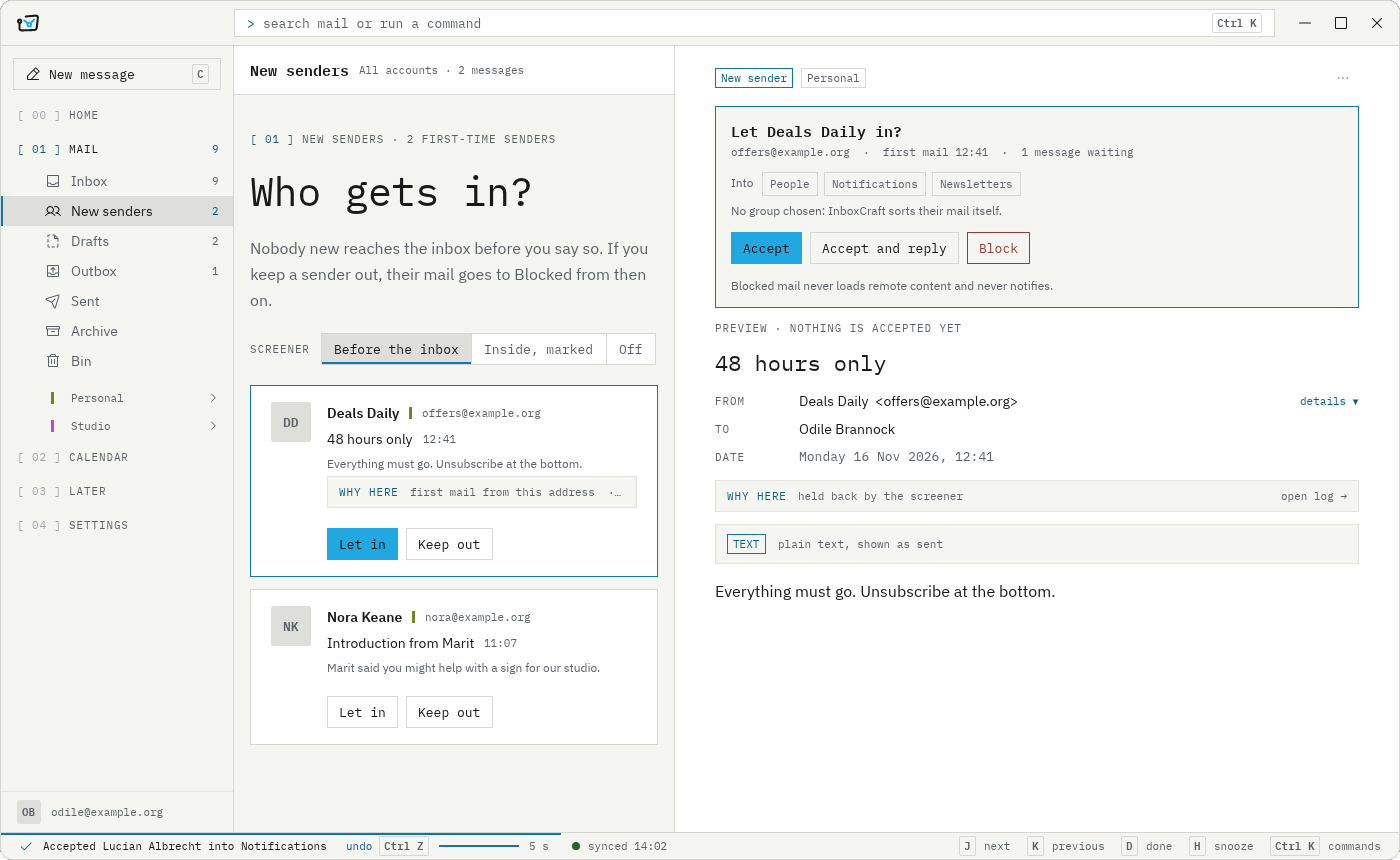 > search mail or run a command Ctrl K
New message C
[ 00 ] HOME
[ 01 ] MAIL 9
Inbox 9
New senders 2
Drafts 2
Outbox 1
Sent
Archive
Bin
Personal
Studio
[ 02 ] CALENDAR
[ 03 ] LATER
[ 04 ] SETTINGS
OB odile@example.org
New senders All accounts · 2 messages
[ 01 ] NEW SENDERS · 2 FIRST-TIME SENDERS
Who gets in?
Nobody new reaches the inbox before you say so. If you
keep a sender out, their mail goes to Blocked from then
on.
SCREENER Before the inbox Inside, marked Off
DD Deals Daily offers@example.org
48 hours only 12:41
Everything must go. Unsubscribe at the bottom.
WHY HERE first mail from this address ·…
Let in Keep out
NK Nora Keane nora@example.org
Introduction from Marit 11:07
Marit said you might help with a sign for our studio.
Let in Keep out
New sender Personal ···
Let Deals Daily in?
offers@example.org · first mail 12:41 · 1 message waiting
Into People Notifications Newsletters
No group chosen: InboxCraft sorts their mail itself.
Accept Accept and reply Block
Blocked mail never loads remote content and never notifies.
PREVIEW · NOTHING IS ACCEPTED YET
48 hours only
FROM Deals Daily <offers@example.org> details ▾
TO Odile Brannock
DATE Monday 16 Nov 2026, 12:41
WHY HERE held back by the screener open log →
TEXT plain text, shown as sent
Everything must go. Unsubscribe at the bottom.
Accepted Lucian Albrecht into Notifications undo Ctrl Z 5 s synced 14:02 J next K previous D done H snooze Ctrl K commands